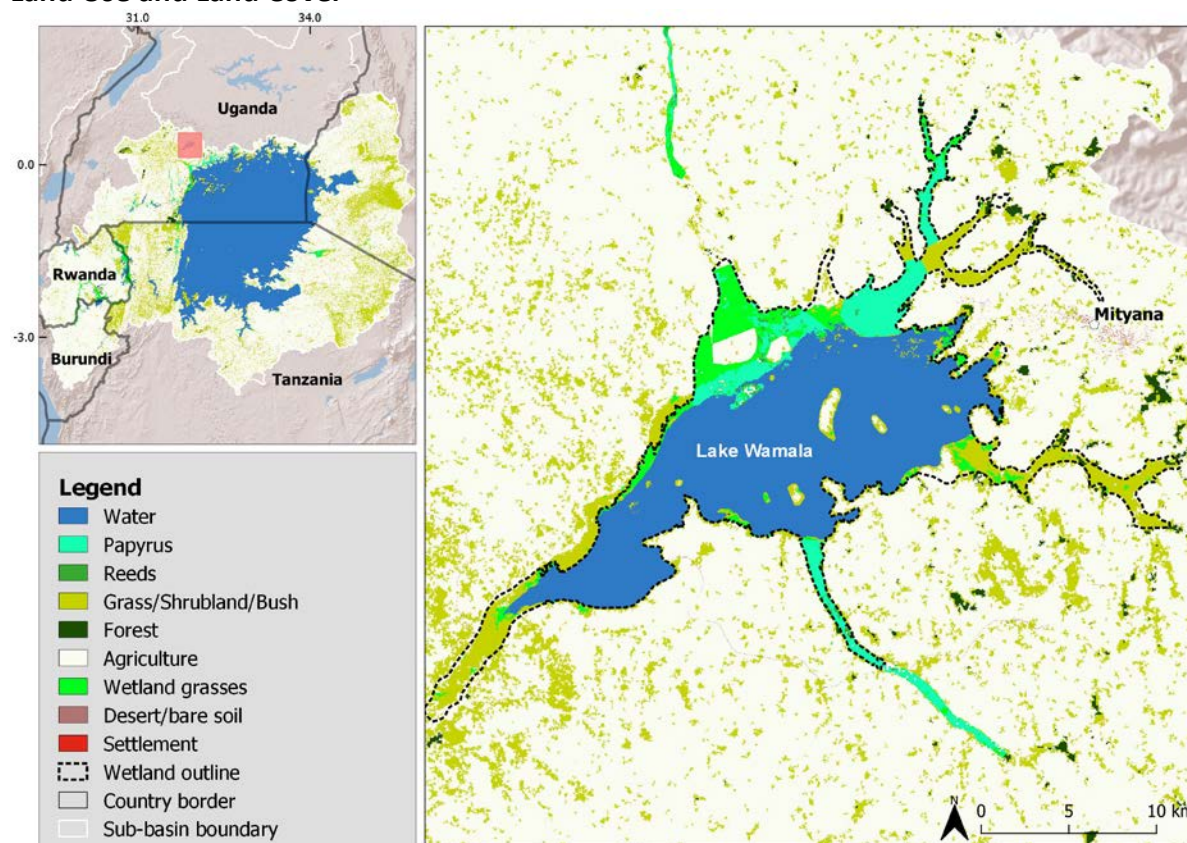 31.0
34.0
Uganda
0.0
Rwanda
-3.0
Burundi
Tanzania
Legend
Water
Papyrus
Reeds
Grass/Shrubland/Bush
Forest
Agriculture
Wetland grasses
Desert/bare soil
Settlement
Wetland outline
Country border
Sub-basin boundary
Mityana
Lake Wamala
N
0
5
10 km